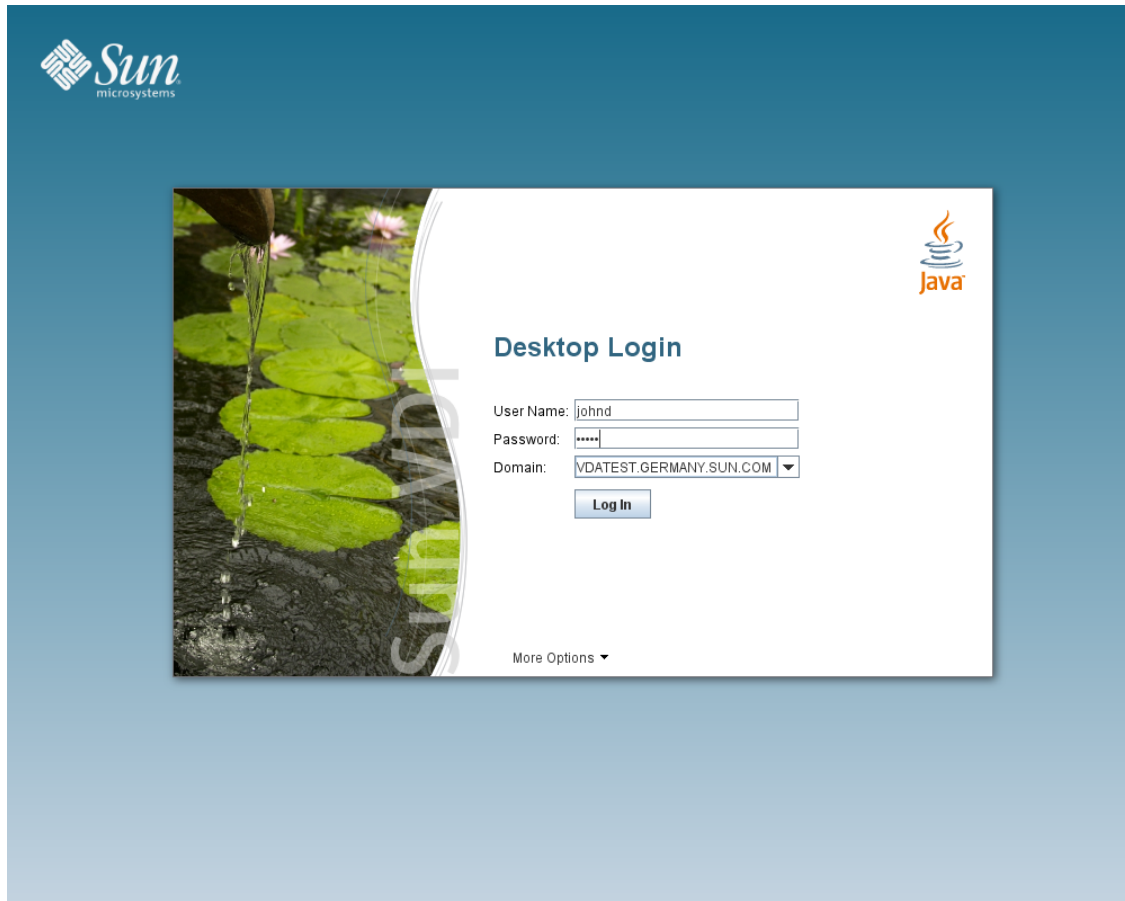 Sun
microsystems
Java
Desktop Login
User Name: johnd
Password: •••••
Domain: VDATEST.GERMANY.SUN.COM
Log In
Sun VDI
More Options